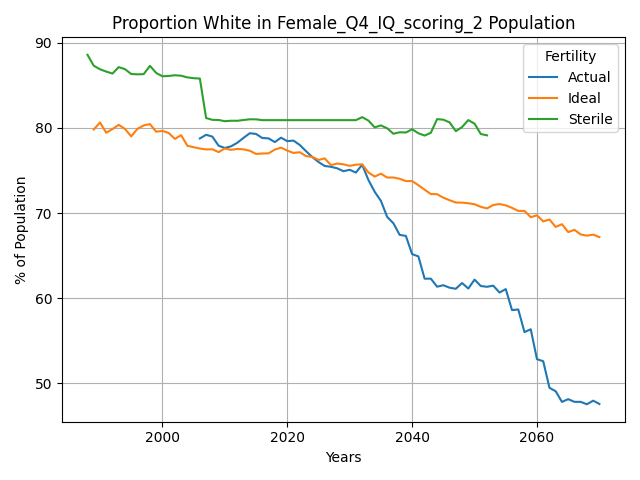 Proportion White in Female_Q4_IQ_scoring_2 Population
% of Population
90
80
70
60
50
Fertility
Actual
Ideal
Sterile
2000
2020
2040
2060
Years